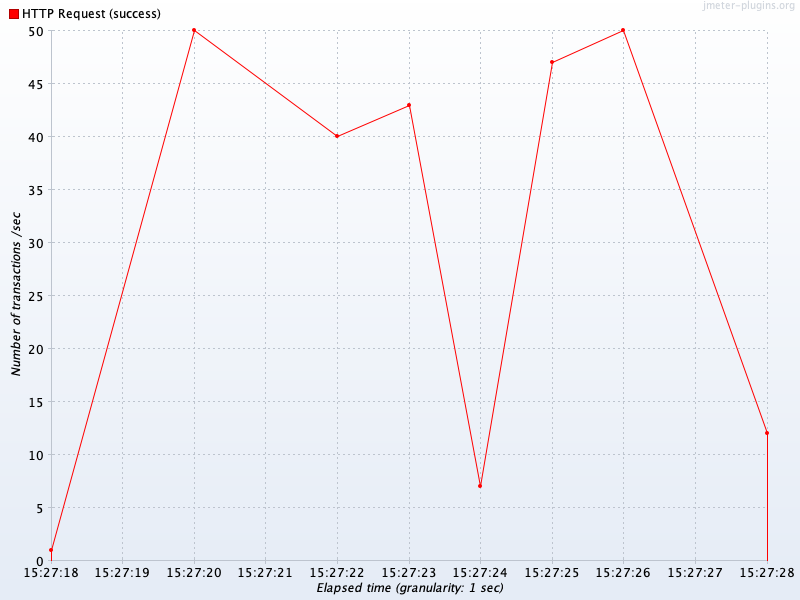 jmeter-plugins.org
HTTP Request (success)
50
45
40
35
30
25
20
15
10
5
0
Number of transactions /sec
15:27:18 15:27:19 15:27:20 15:27:21 15:27:22 15:27:23 15:27:24 15:27:25 15:27:26 15:27:27 15:27:28
Elapsed time (granularity: 1 sec)